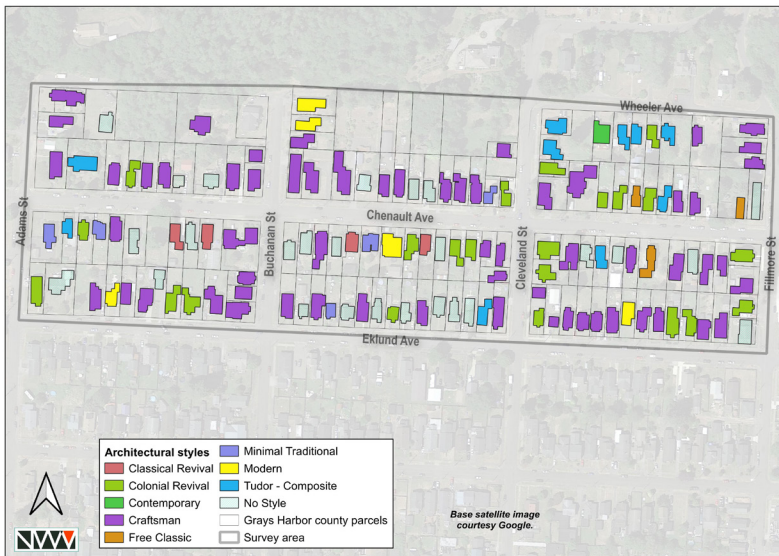 Wheeler Ave
Adams St
Buchanan St
Chenault Ave
Cleveland St
Fillmore St
Eklund Ave
Architectural styles
Classical Revival
Colonial Revival
Contemporary
Craftsman
Free Classic
Minimal Traditional
Modern
Tudor - Composite
No Style
Grays Harbor county parcels
Survey area
Base satellite image
courtesy Google.
NWV